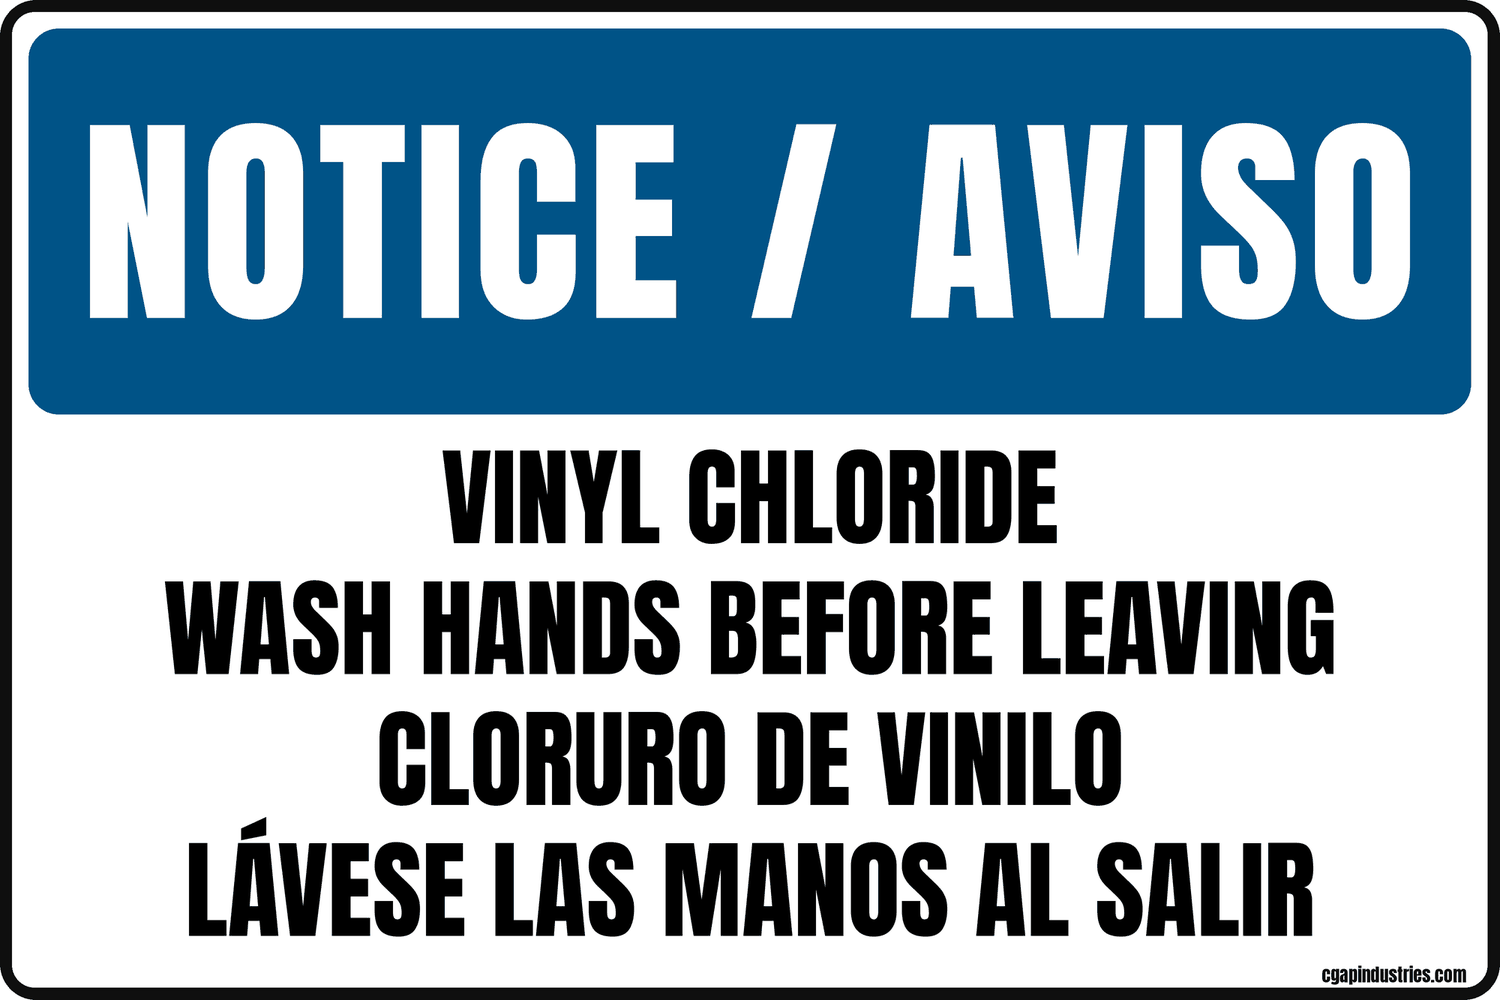 NOTICE / AVISO
VINYL CHLORIDE
WASH HANDS BEFORE LEAVING
CLORURO DE VINILO
LÁVESE LAS MANOS AL SALIR
cgapindustries.com